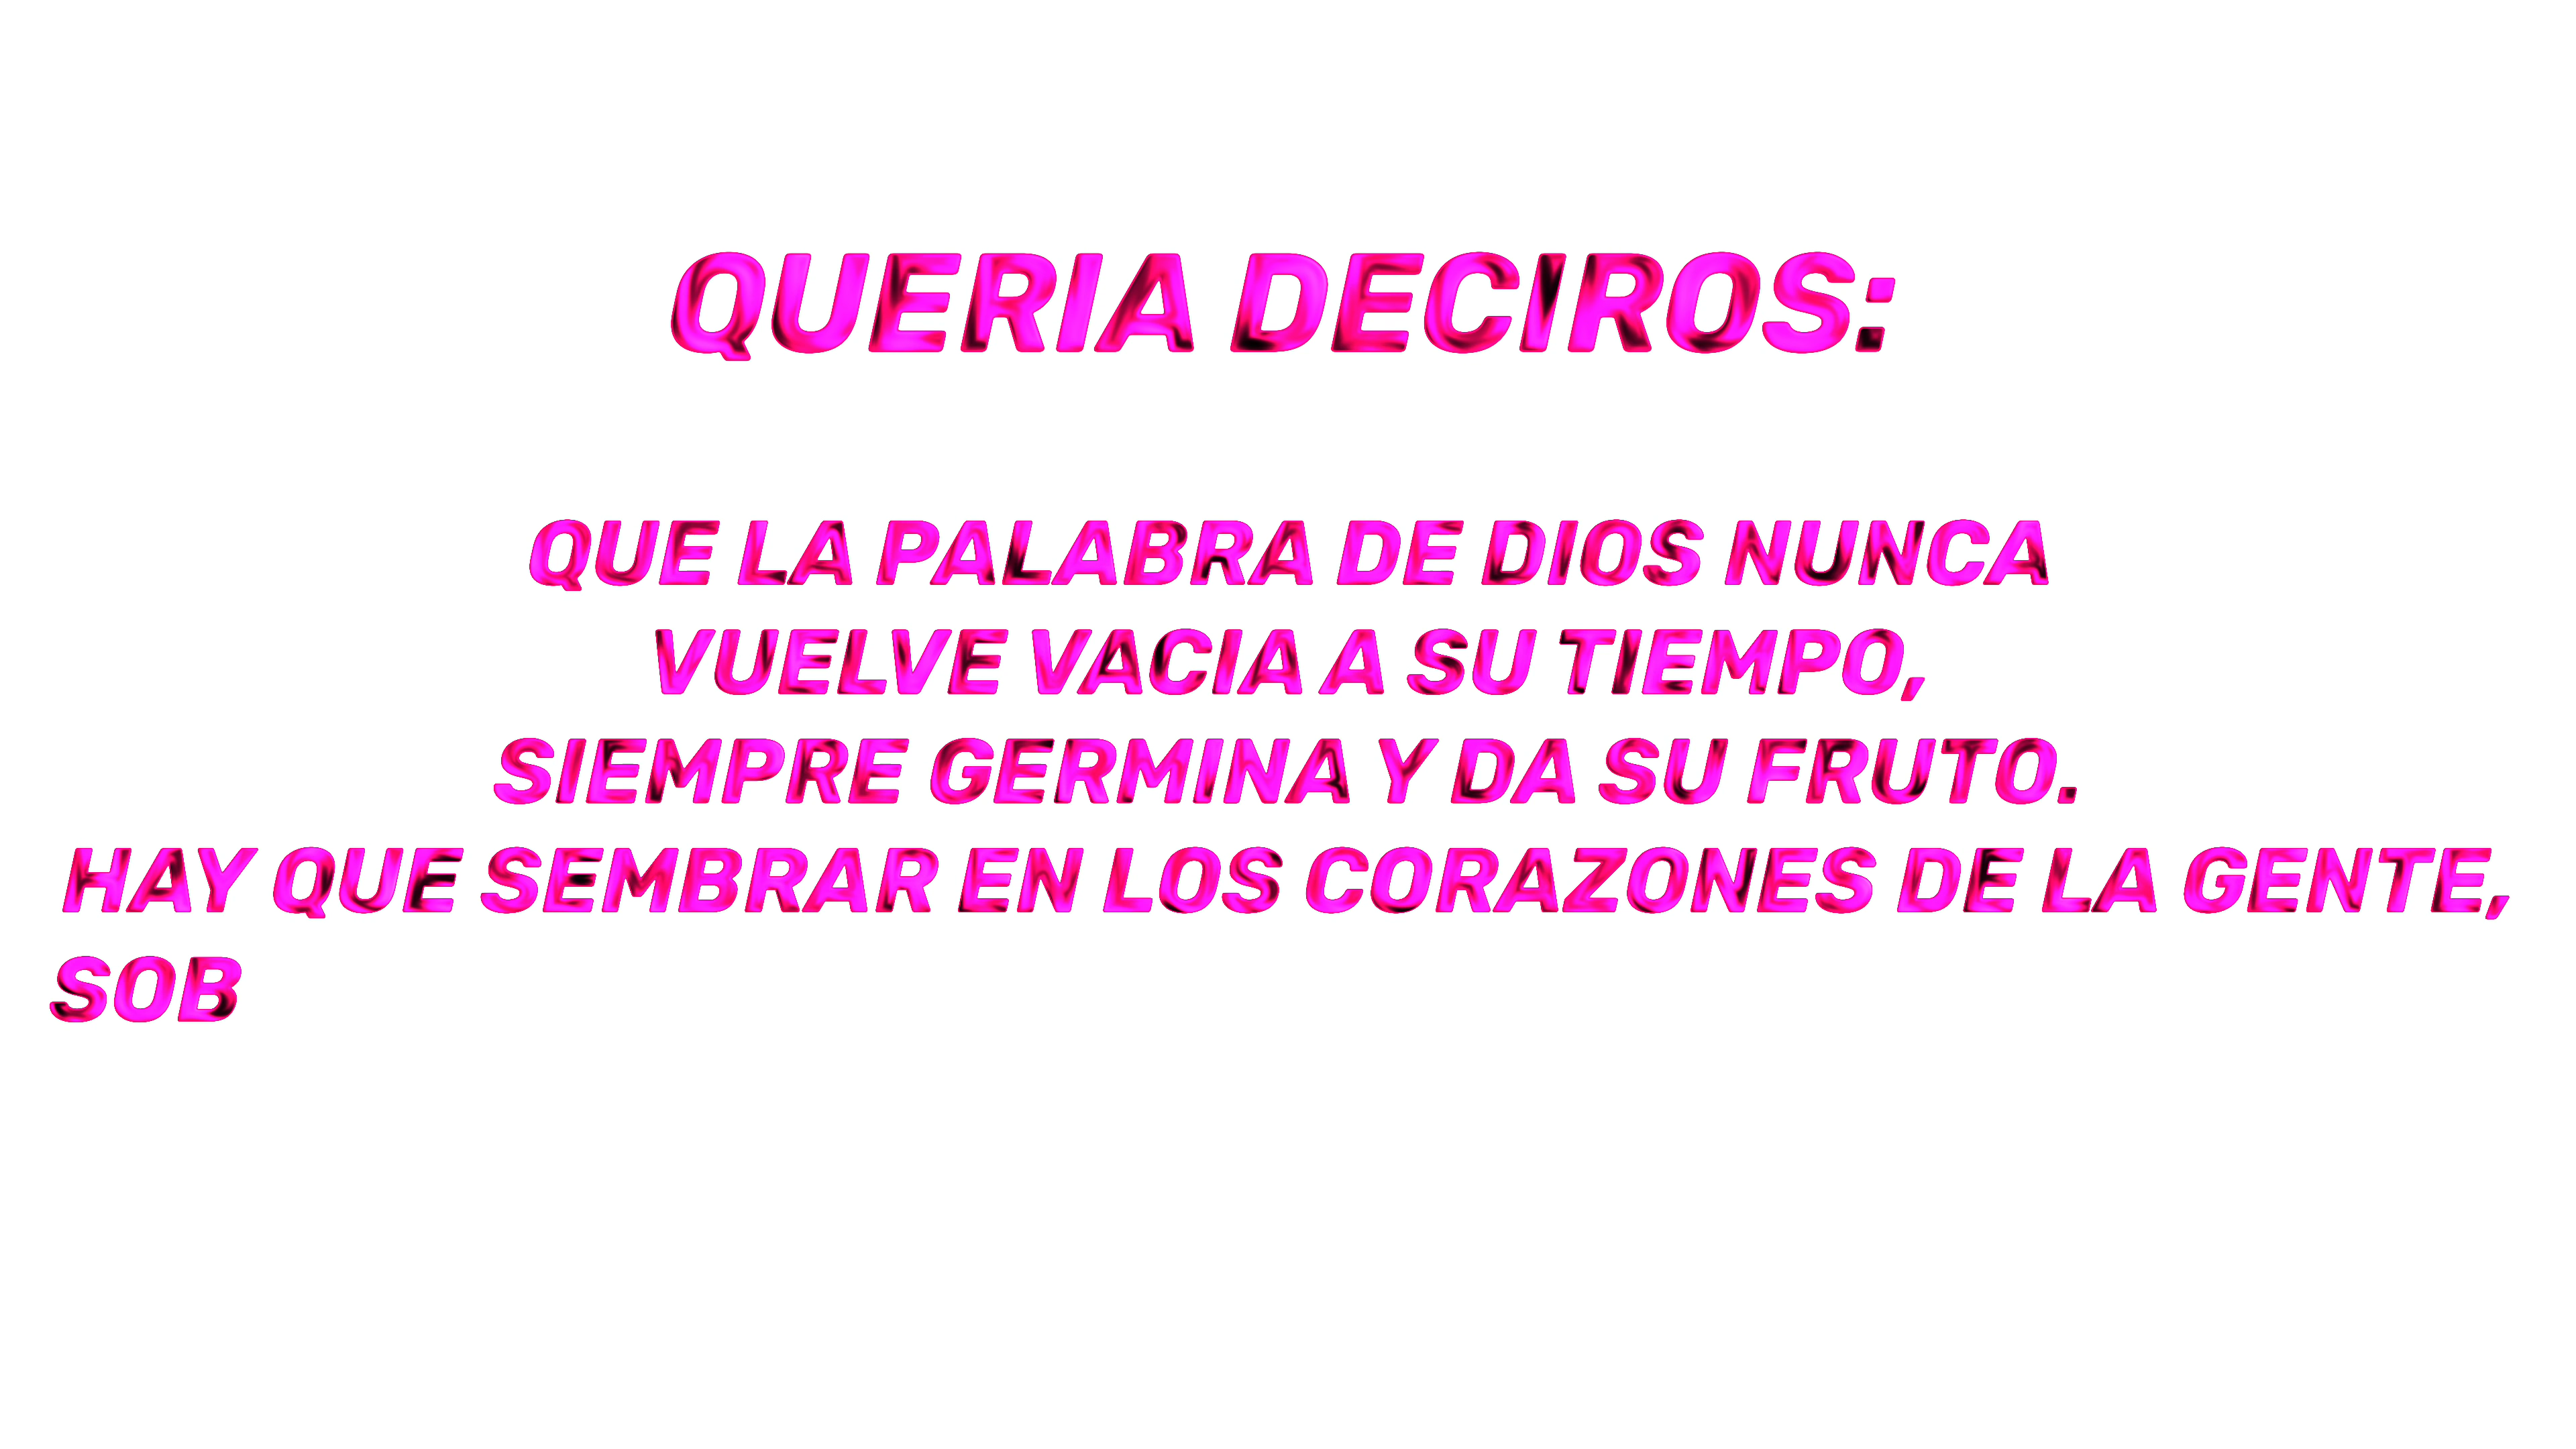 QUERIA DECIROS:
QUE LA PALABRA DE DIOS NUNCA
VUELVE VACIA A SU TIEMPO,
SIEMPRE GERMINA Y DA SU FRUTO.
HAY QUE SEMBRAR EN LOS CORAZONES DE LA GENTE,
SOB